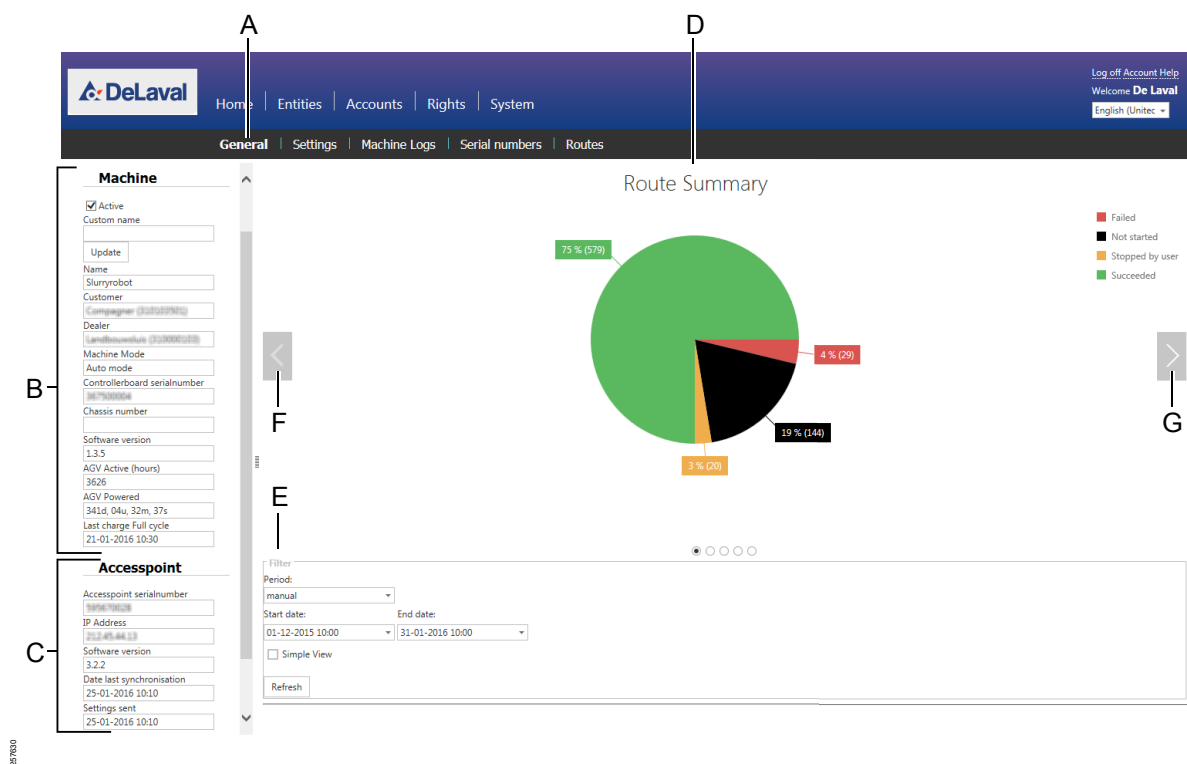 A
D
DeLaval
Home Entities Accounts Rights System
Log off Account Help
Welcome De Laval
English (Unitec
General Settings Machine Logs Serial numbers Routes
B
Machine
Active
Custom name
Update
Name
Slurryrobot
Customer
Dealer
Machine Mode
Auto mode
Controllerboard serialnumber
Chassis number
Software version
1.3.5
AGV Active (hours)
3626
AGV Powered
341d, 04u, 32m, 37s
Last charge Full cycle
21-01-2016 10:30
C
Accesspoint
Accesspoint serialnumber
IP Address
Software version
3.2.2
Date last synchronisation
25-01-2016 10:10
Settings sent
25-01-2016 10:10
Route Summary
75 % (579)
4 % (29)
19 % (144)
3 % (20)
Failed
Not started
Stopped by user
Succeeded
F
G
E
Filter
Period:
manual
Start date: End date:
01-12-2015 10:00 31-01-2016 10:00
Simple View
Refresh
257630